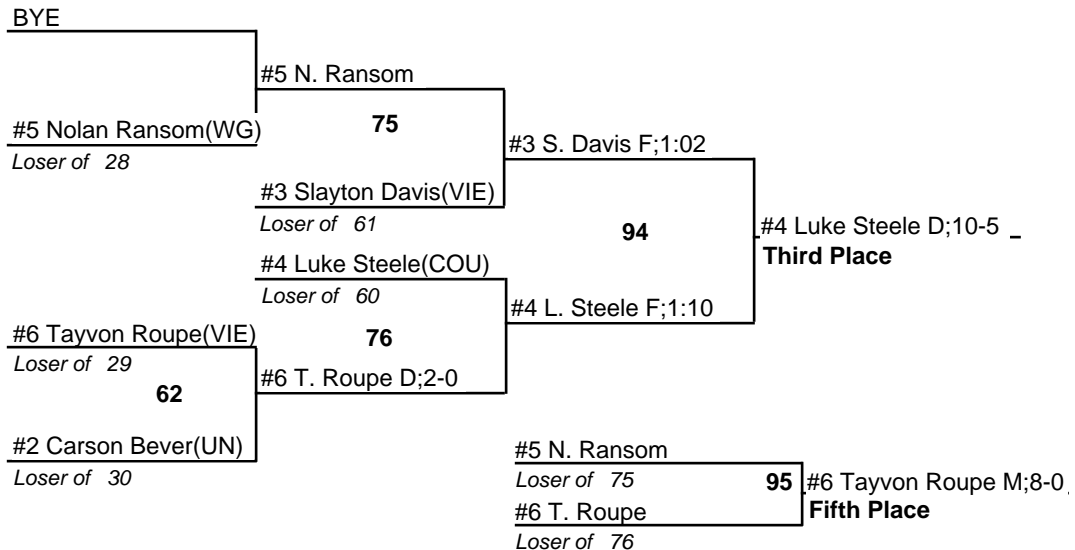 BYE
#5 N. Ransom
#5 Nolan Ransom(WG)
75
Loser of 28
#3 S. Davis F;1:02
#3 Slayton Davis(VIE)
Loser of 61
94
#4 Luke Steele D;10-5
Third Place
#4 Luke Steele(COU)
Loser of 60
#4 L. Steele F;1:10
#6 Tayvon Roupe(VIE)
76
Loser of 29
#6 T. Roupe D;2-0
62
#2 Carson Bever(UN)
Loser of 30
#5 N. Ransom
Loser of 75
95
#6 Tayvon Roupe M;8-0
#6 T. Roupe
Fifth Place
Loser of 76